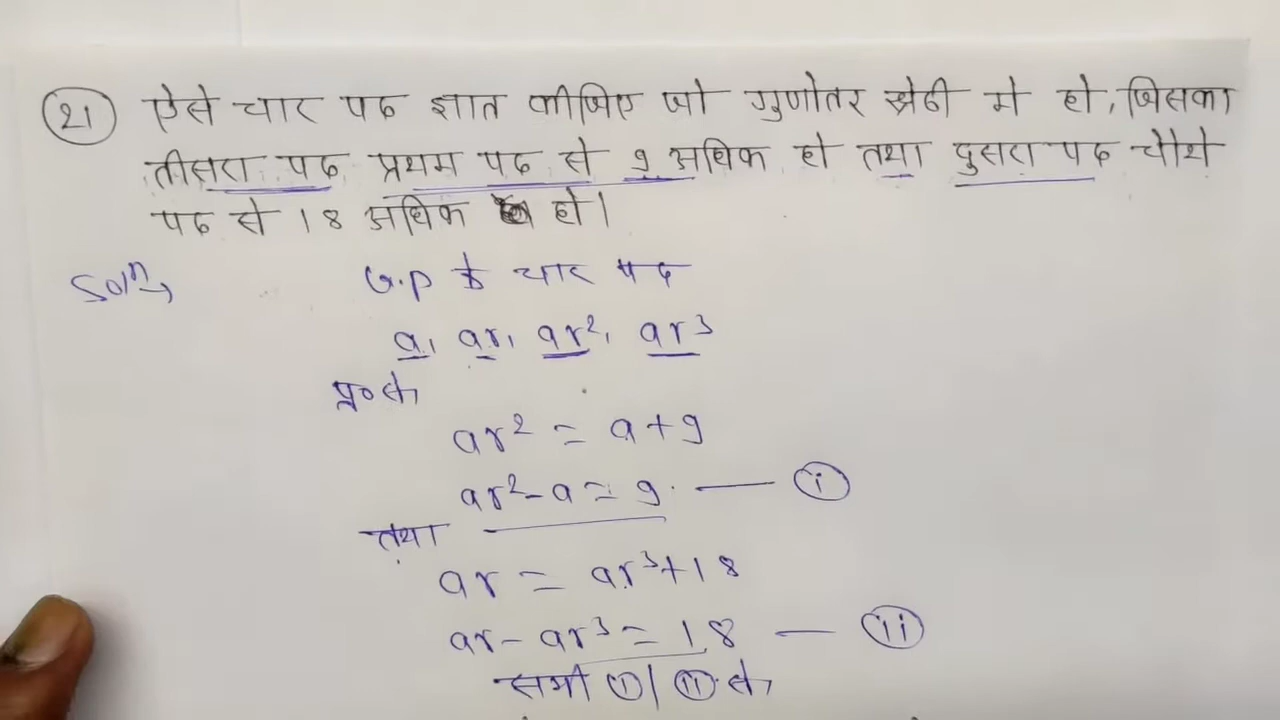 21 ऐसे चार पद ज्ञात कीजिए जो गुणोतर श्रेढी मे हो, जिसका
तीसरा पद प्रथम पद से 9 अधिक हो तथा दुसरा पद चौथे
पद से 18 अधिक हो।
Solⁿ, G.P के चार पद
a, ar, ar², ar³
प्र० से,
ar² = a+9
ar²-a = 9. — (i)
तथा
ar = ar³+18
ar-ar³ = 18 — (ii)
समी (i) / (ii) से,